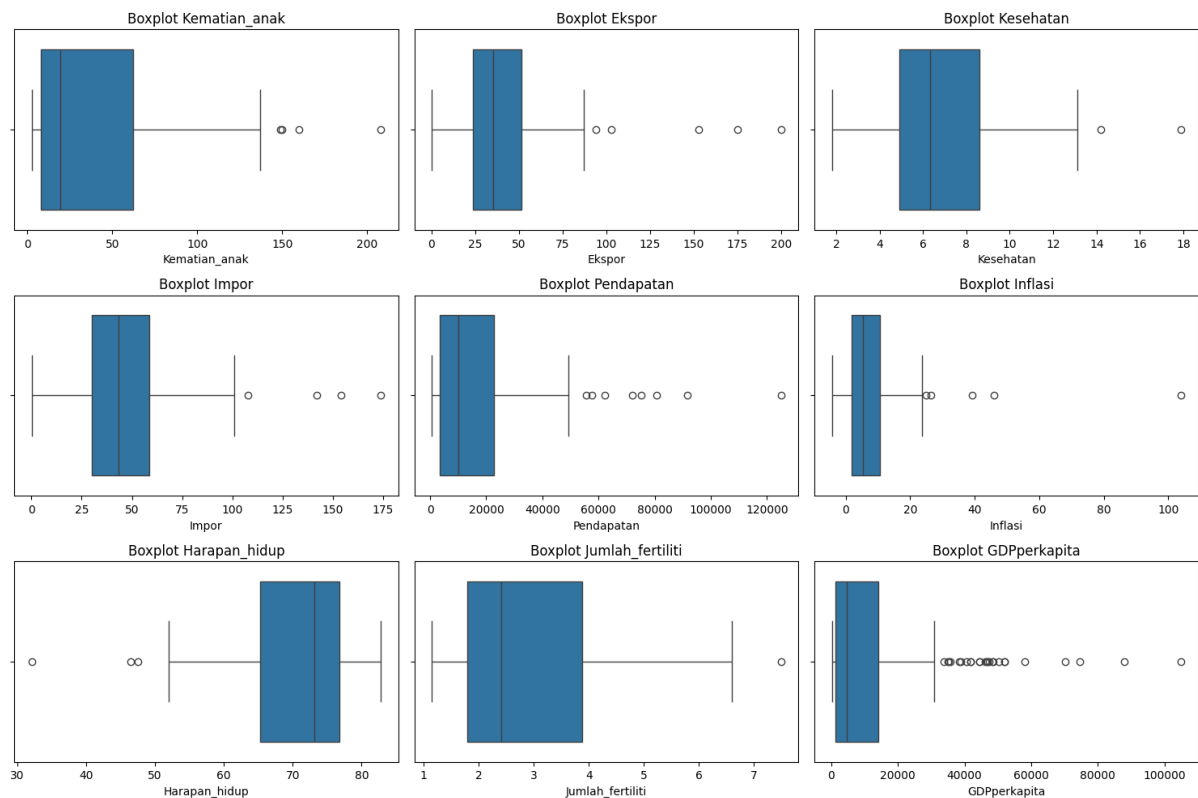 Boxplot Kematian_anak
0 50 100 150 200
Kematian_anak
Boxplot Ekspor
0 25 50 75 100 125 150 175 200
Ekspor
Boxplot Kesehatan
2 4 6 8 10 12 14 16 18
Kesehatan
Boxplot Impor
0 25 50 75 100 125 150 175
Impor
Boxplot Pendapatan
0 20000 40000 60000 80000 100000 120000
Pendapatan
Boxplot Inflasi
0 20 40 60 80 100
Inflasi
Boxplot Harapan_hidup
30 40 50 60 70 80
Harapan_hidup
Boxplot Jumlah_fertiliti
1 2 3 4 5 6 7
Jumlah_fertiliti
Boxplot GDPperkapita
0 20000 40000 60000 80000 100000
GDPperkapita